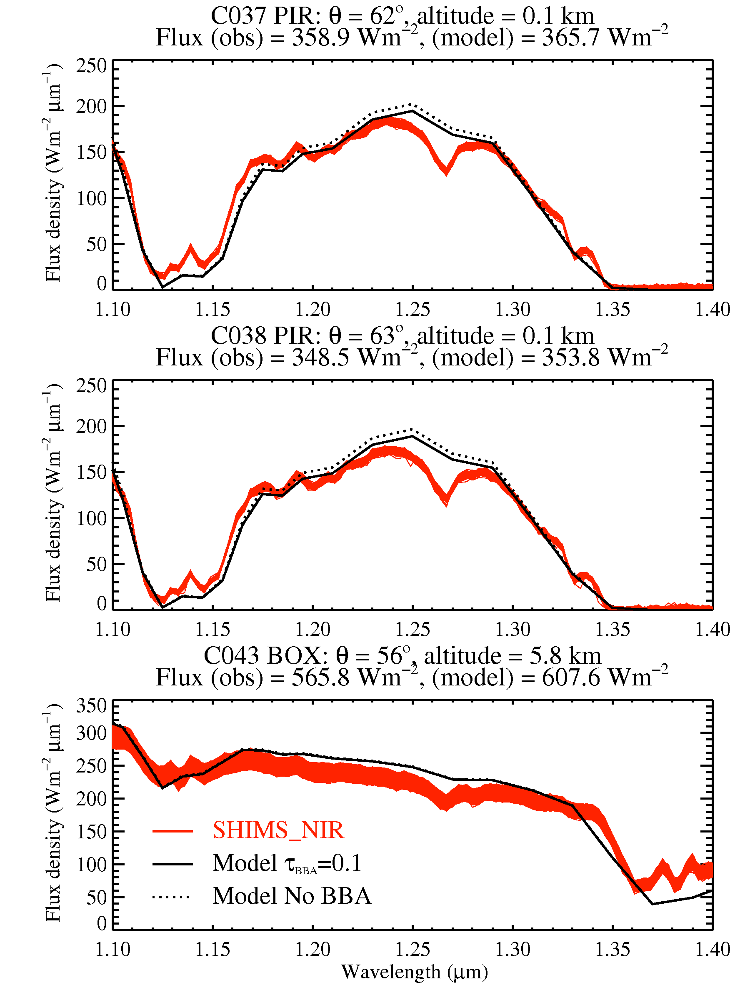 C037 PIR: θ = 62°, altitude = 0.1 km
Flux (obs) = 358.9 Wm⁻², (model) = 365.7 Wm⁻²
Flux density (Wm⁻² μm⁻¹)
250
200
150
100
50
0
1.10 1.15 1.20 1.25 1.30 1.35 1.40
C038 PIR: θ = 63°, altitude = 0.1 km
Flux (obs) = 348.5 Wm⁻², (model) = 353.8 Wm⁻²
Flux density (Wm⁻² μm⁻¹)
250
200
150
100
50
0
1.10 1.15 1.20 1.25 1.30 1.35 1.40
C043 BOX: θ = 56°, altitude = 5.8 km
Flux (obs) = 565.8 Wm⁻², (model) = 607.6 Wm⁻²
Flux density (Wm⁻² μm⁻¹)
350
300
250
200
150
100
50
0
SHIMS_NIR
Model τBBA=0.1
Model No BBA
1.10 1.15 1.20 1.25 1.30 1.35 1.40
Wavelength (μm)